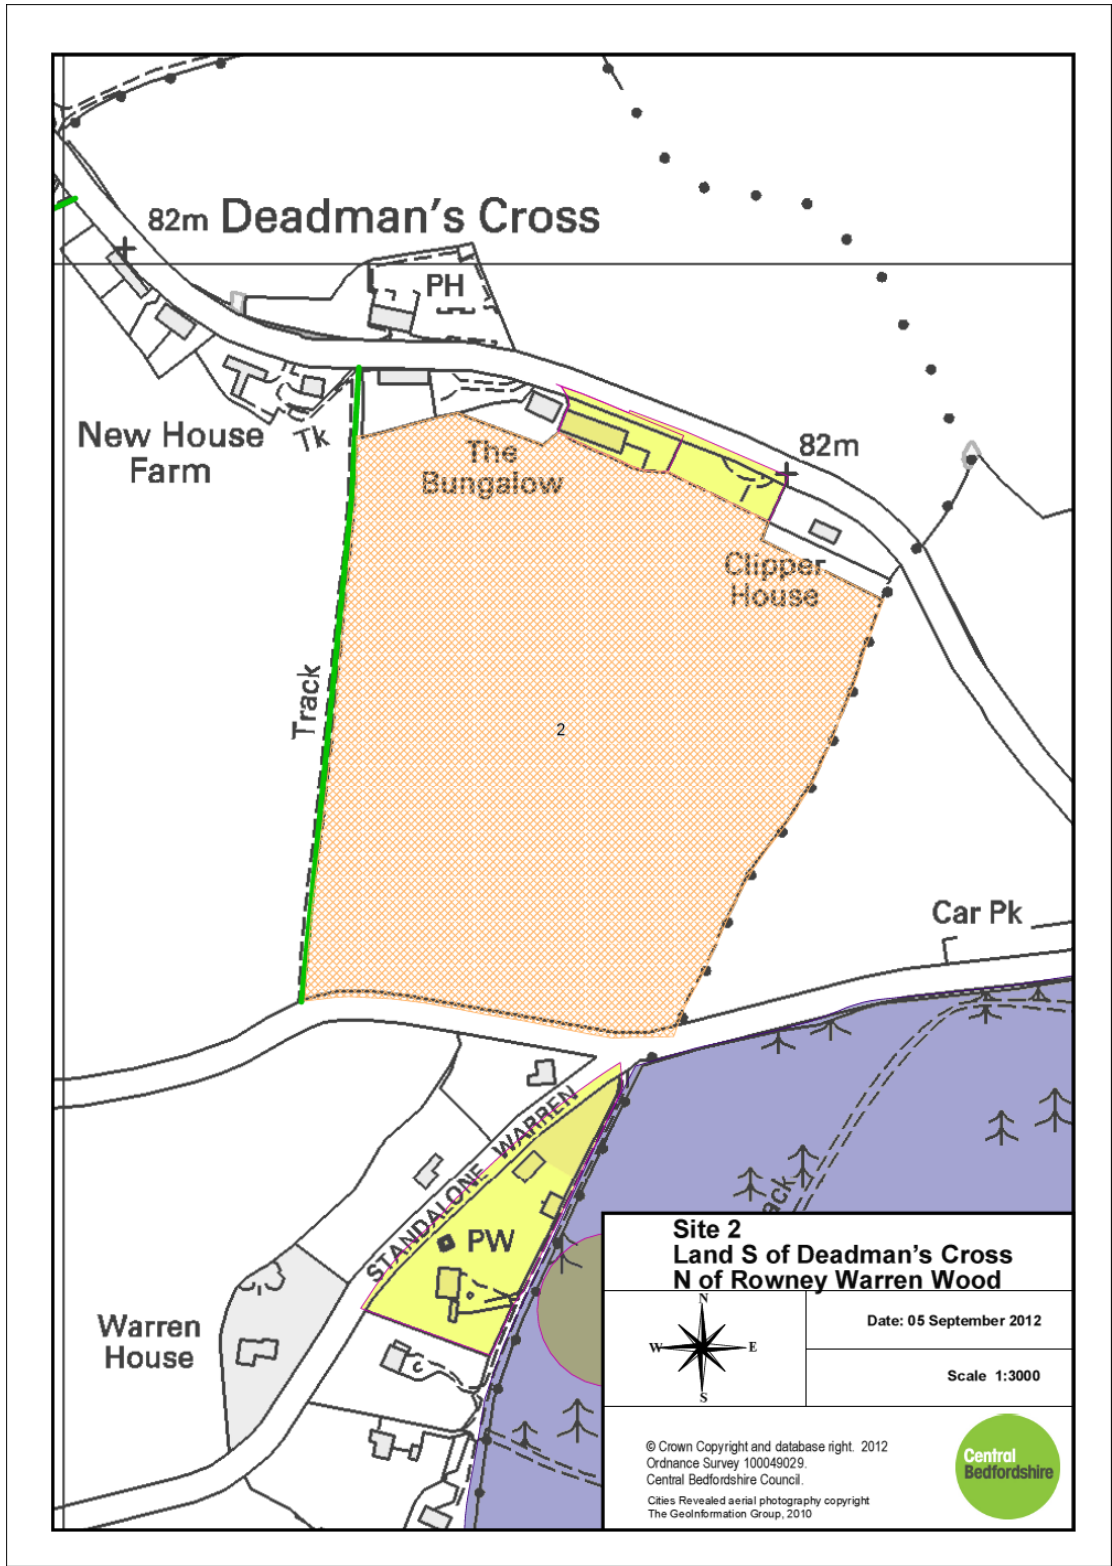 82m Deadman's Cross
PH
New House
Farm
Tk
The
Bungalow
82m
Clipper
House
Track
2
Car Pk
STANDALONE WARREN
PW
Warren
House
Site 2
Land S of Deadman's Cross
N of Rowney Warren Wood
N
W
E
S
Date: 05 September 2012
Scale 1:3000
© Crown Copyright and database right. 2012
Ordnance Survey 100049029.
Central Bedfordshire Council.
Cities Revealed aerial photography copyright
The GeoInformation Group, 2010
Central
Bedfordshire